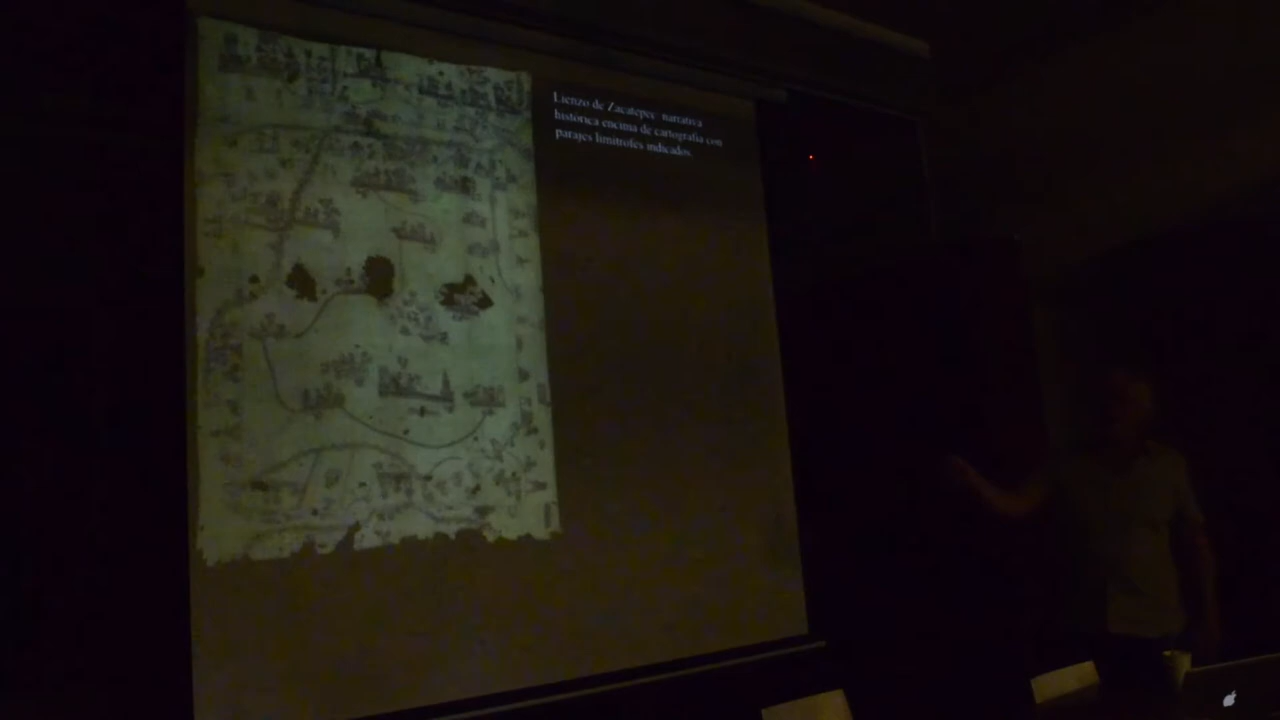 Lienzo de Zacatepec narrativa
histórica encima de cartografía con
parajes limítrofes indicados.